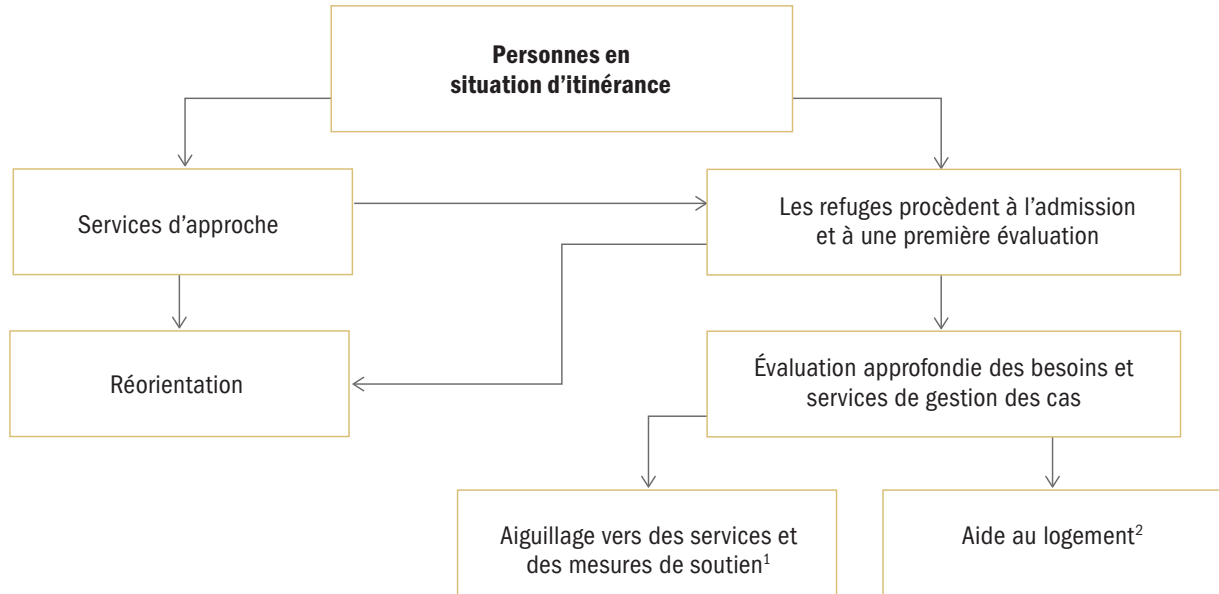 Personnes en
situation d’itinérance
Services d’approche
Les refuges procèdent à l’admission
et à une première évaluation
Réorientation
Évaluation approfondie des besoins et
services de gestion des cas
Aiguillage vers des services et
des mesures de soutien¹
Aide au logement²